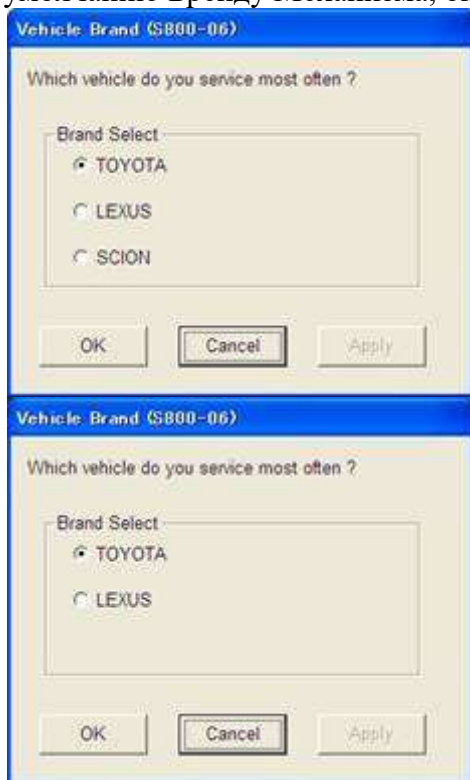 Vehicle Brand (S800-06)
Which vehicle do you service most often ?
Brand Select
TOYOTA
LEXUS
SCION
OK Cancel Apply
Vehicle Brand (S800-06)
Which vehicle do you service most often ?
Brand Select
TOYOTA
LEXUS
OK Cancel Apply